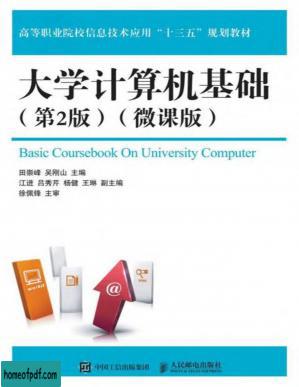 高等职业院校信息技术应用“十三五”规划教材
大学计算机基础
（第2版）（微课版）
Basic Coursebook On University Computer
田崇峰 吴刚山 主编
江进 吕秀芹 杨健 王琳 副主编
徐佩锋 主审
@
中国工信出版集团
人民邮电出版社
homeofpdf.com